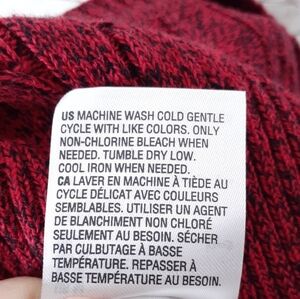 US MACHINE WASH COLD GENTLE
CYCLE WITH LIKE COLORS. ONLY
NON-CHLORINE BLEACH WHEN
NEEDED. TUMBLE DRY LOW.
COOL IRON WHEN NEEDED.
CA LAVER EN MACHINE À TIÈDE AU
CYCLE DÉLICAT AVEC COULEURS
SEMBLABLES. UTILISER UN AGENT
DE BLANCHIMENT NON CHLORÉ
SEULEMENT AU BESOIN. SÉCHER
PAR CULBUTAGE À BASSE
TEMPÉRATURE. REPASSER À
BASSE TEMPÉRATURE AU BESOIN.